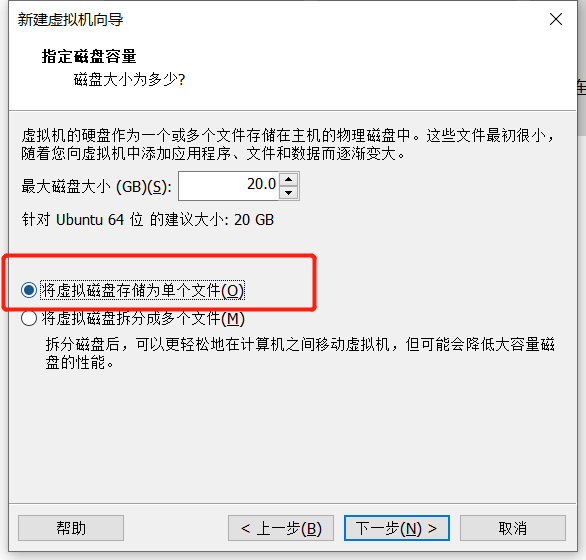 新建虚拟机向导
指定磁盘容量
磁盘大小为多少?
虚拟机的硬盘作为一个或多个文件存储在主机的物理磁盘中。这些文件最初很小，
随着您向虚拟机中添加应用程序、文件和数据而逐渐变大。
最大磁盘大小 (GB)(S): 20.0
针对 Ubuntu 64 位 的建议大小: 20 GB
将虚拟磁盘存储为单个文件(O)
将虚拟磁盘拆分成多个文件(M)
拆分磁盘后，可以更轻松地在计算机之间移动虚拟机，但可能会降低大容量磁
盘的性能。
帮助 < 上一步(B) 下一步(N) > 取消